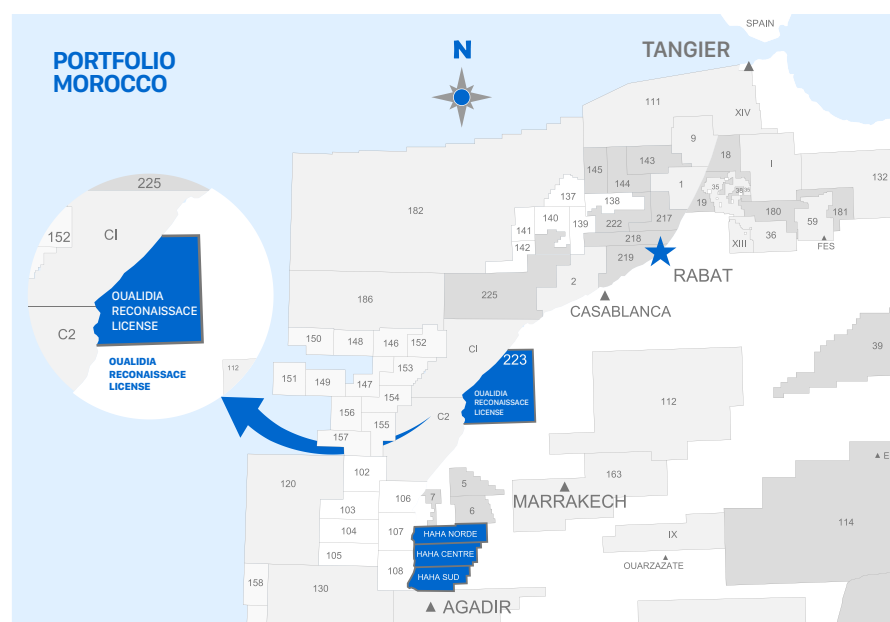 SPAIN
PORTFOLIO
MOROCCO
N
TANGIER
111
XIV
9
18
I
145
143
144
132
35
1
137
138
19
182
140
222
217
180
59
181
141
139
142
218
XIII
36
FES
219
RABAT
225
2
CASABLANCA
186
225
152
CI
OUALIDIA
RECONAISSACE
LICENSE
C2
OUALIDIA
RECONAISSACE
LICENSE
150
148
146
152
CI
223
39
112
151
149
147
153
154
OUALIDIA
RECONAISSACE
LICENSE
112
156
155
C2
157
120
102
163
5
7
106
MARRAKECH
103
6
114
104
107
HAHA NORDE
IX
105
HAHA CENTRE
OUARZAZATE
108
HAHA SUD
158
130
AGADIR
E